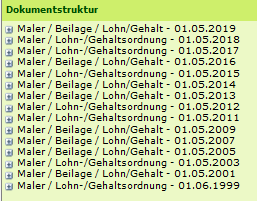 Dokumentstruktur
Maler / Beilage / Lohn/Gehalt - 01.05.2019
Maler / Lohn-/Gehaltsordnung - 01.05.2018
Maler / Lohn-/Gehaltsordnung - 01.05.2017
Maler / Lohn-/Gehaltsordnung - 01.05.2016
Maler / Lohn-/Gehaltsordnung - 01.05.2015
Maler / Beilage / Lohn/Gehalt - 01.05.2014
Maler / Beilage / Lohn/Gehalt - 01.05.2013
Maler / Lohn-/Gehaltsordnung - 01.05.2012
Maler / Lohn-/Gehaltsordnung - 01.05.2011
Maler / Beilage / Lohn/Gehalt - 01.05.2009
Maler / Beilage / Lohn/Gehalt - 01.05.2007
Maler / Beilage / Lohn/Gehalt - 01.05.2005
Maler / Lohn-/Gehaltsordnung - 01.05.2003
Maler / Beilage / Lohn/Gehalt - 01.05.2001
Maler / Lohn-/Gehaltsordnung - 01.06.1999